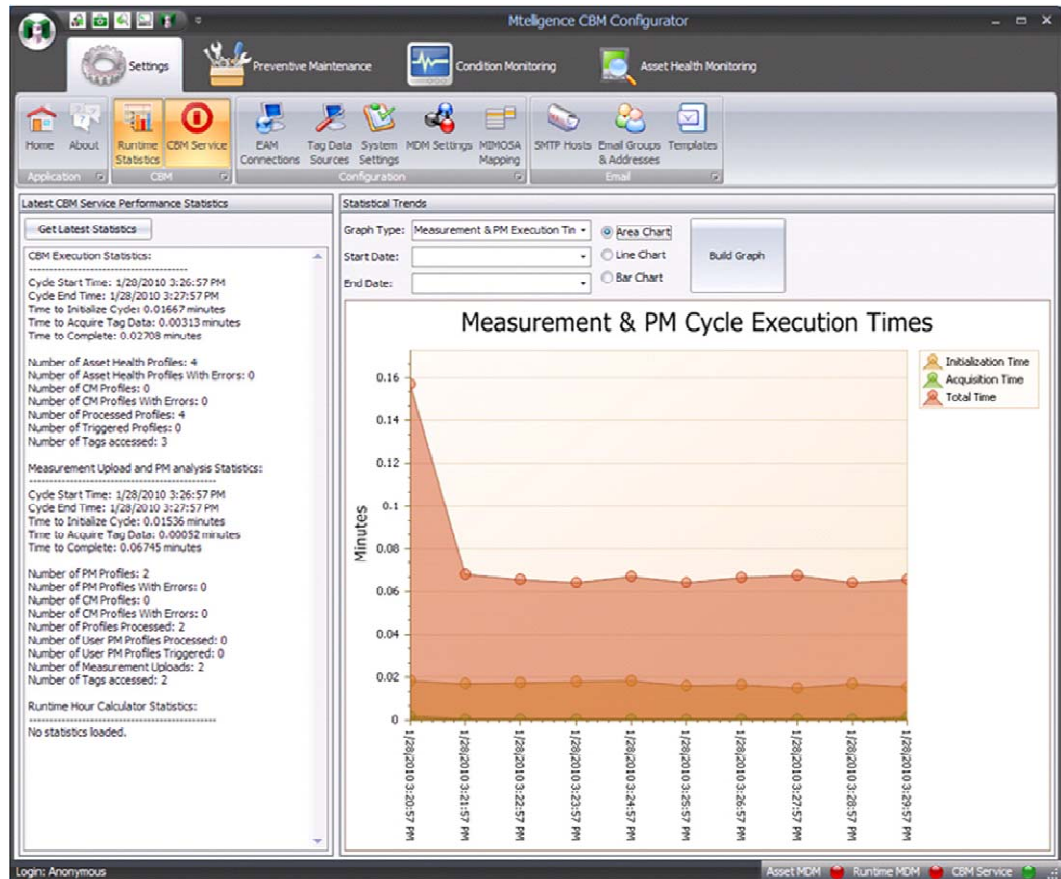 Mtelligence CBM Configurator
Settings
Preventive Maintenance
Condition Monitoring
Asset Health Monitoring
Home
About
Runtime Statistics
CBM Service
EAM Connections
Tag Data Sources
System Settings
MDM Settings
MIMOSA Mapping
SMTP Hosts
Email Groups & Addresses
Templates
Application
CBM
Configuration
Email
Latest CBM Service Performance Statistics
Get Latest Statistics
CBM Execution Statistics:
----------------------------------------
Cycle Start Time: 1/28/2010 3:26:57 PM
Cycle End Time: 1/28/2010 3:27:57 PM
Time to Initialize Cycle: 0.01667 minutes
Time to Acquire Tag Data: 0.00313 minutes
Time to Complete: 0.02708 minutes
Number of Asset Health Profiles: 4
Number of Asset Health Profiles With Errors: 0
Number of CM Profiles: 0
Number of CM Profiles With Errors: 0
Number of Processed Profiles: 4
Number of Triggered Profiles: 0
Number of Tags accessed: 3
Measurement Upload and PM analysis Statistics:
----------------------------------------
Cycle Start Time: 1/28/2010 3:26:57 PM
Cycle End Time: 1/28/2010 3:27:57 PM
Time to Initialize Cycle: 0.01536 minutes
Time to Acquire Tag Data: 0.00052 minutes
Time to Complete: 0.06745 minutes
Number of PM Profiles: 2
Number of PM Profiles With Errors: 0
Number of CM Profiles: 0
Number of CM Profiles With Errors: 0
Number of Profiles Processed: 2
Number of User PM Profiles Processed: 0
Number of User PM Profiles Triggered: 0
Number of Measurement Uploads: 2
Number of Tags accessed: 2
Runtime Hour Calculator Statistics:
----------------------------------------
No statistics loaded.
Statistical Trends
Graph Type: Measurement & PM Execution Tin
Start Date:
End Date:
Area Chart
Line Chart
Bar Chart
Build Graph
Measurement & PM Cycle Execution Times
Initialization Time
Acquisition Time
Total Time
Minutes
0.16
0.14
0.12
0.1
0.08
0.06
0.04
0.02
0
1/28/2010 3:20:57 PM
1/28/2010 3:21:57 PM
1/28/2010 3:22:57 PM
1/28/2010 3:23:57 PM
1/28/2010 3:24:57 PM
1/28/2010 3:25:57 PM
1/28/2010 3:26:57 PM
1/28/2010 3:27:57 PM
1/28/2010 3:28:57 PM
1/28/2010 3:29:57 PM
Login: Anonymous
Asset MDM
Runtime MDM
CBM Service